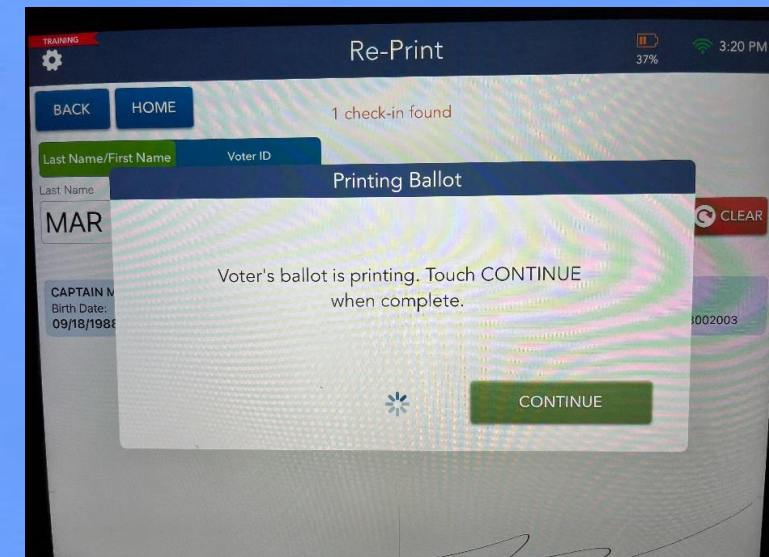 TRAINING
Re-Print
37%
3:20 PM
BACK
HOME
1 check-in found
Last Name/First Name
Voter ID
Last Name
Printing Ballot
MAR
CLEAR
Voter's ballot is printing. Touch CONTINUE
when complete.
CAPTAIN
Birth Date:
09/18/1988
CONTINUE